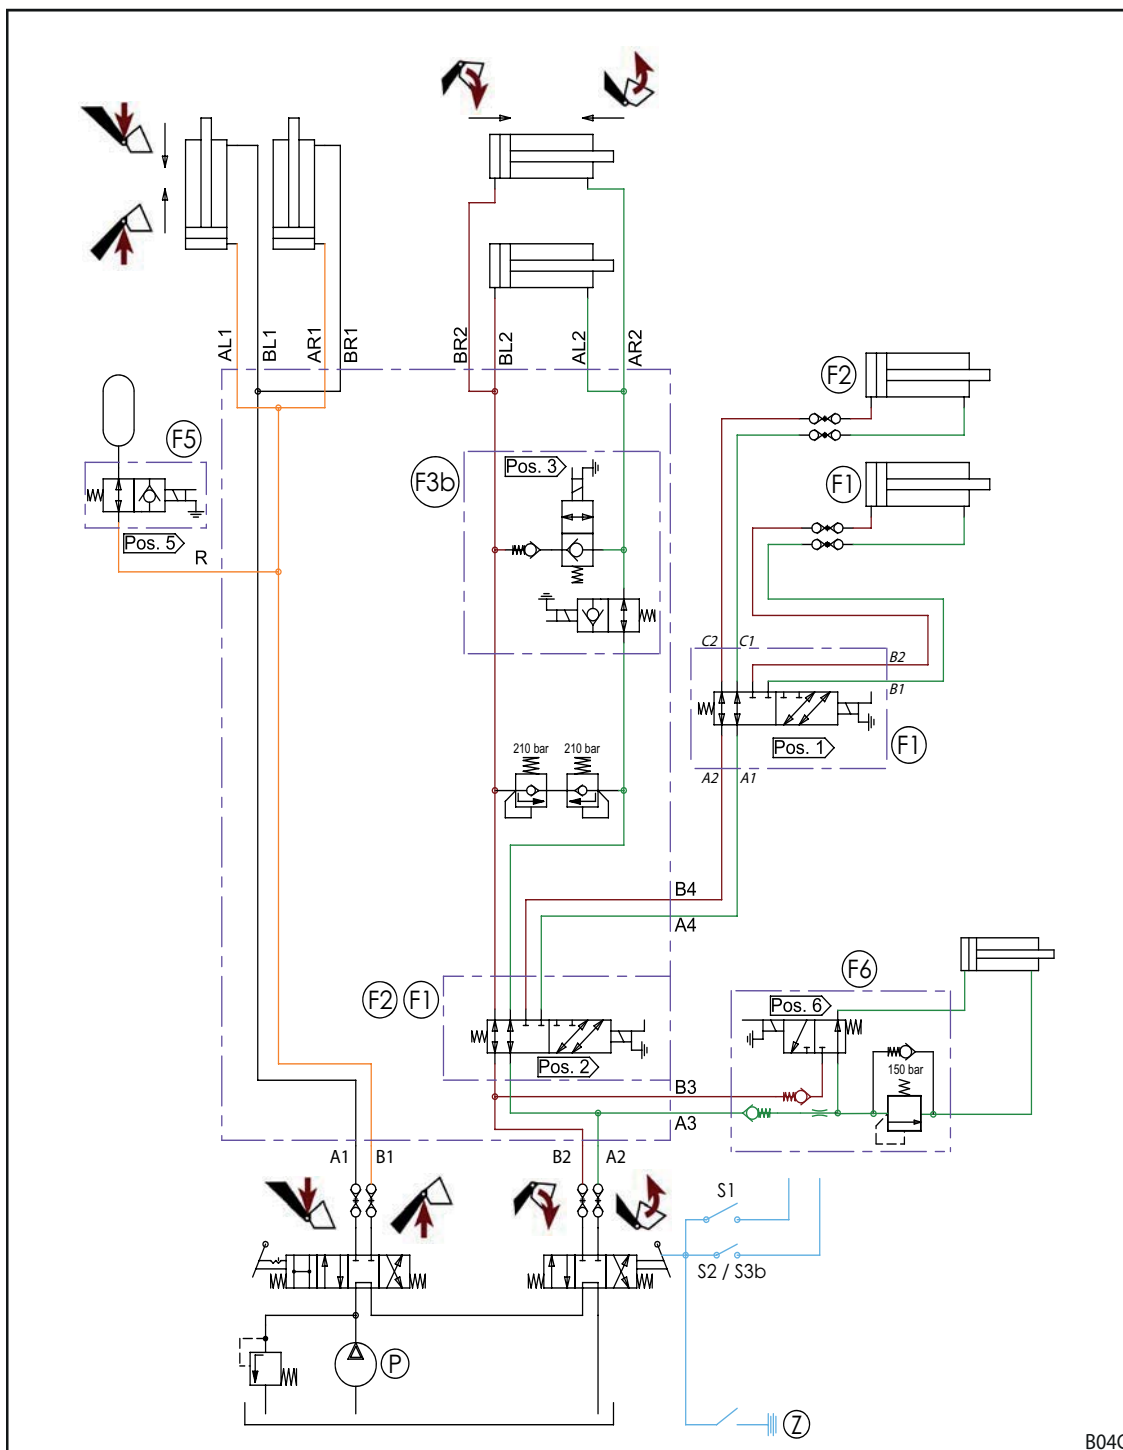 AL1
BL1
AR1
BR1
BR2
BL2
AL2
AR2
F2
F5
F3b
Pos. 3
F1
Pos. 5
R
C2
C1
B2
B1
Pos. 1
F1
210 bar
210 bar
A2
A1
B4
A4
F2
F1
F6
Pos. 6
Pos. 2
B3
150 bar
A3
A1
B1
B2
A2
S1
S2 / S3b
P
Z